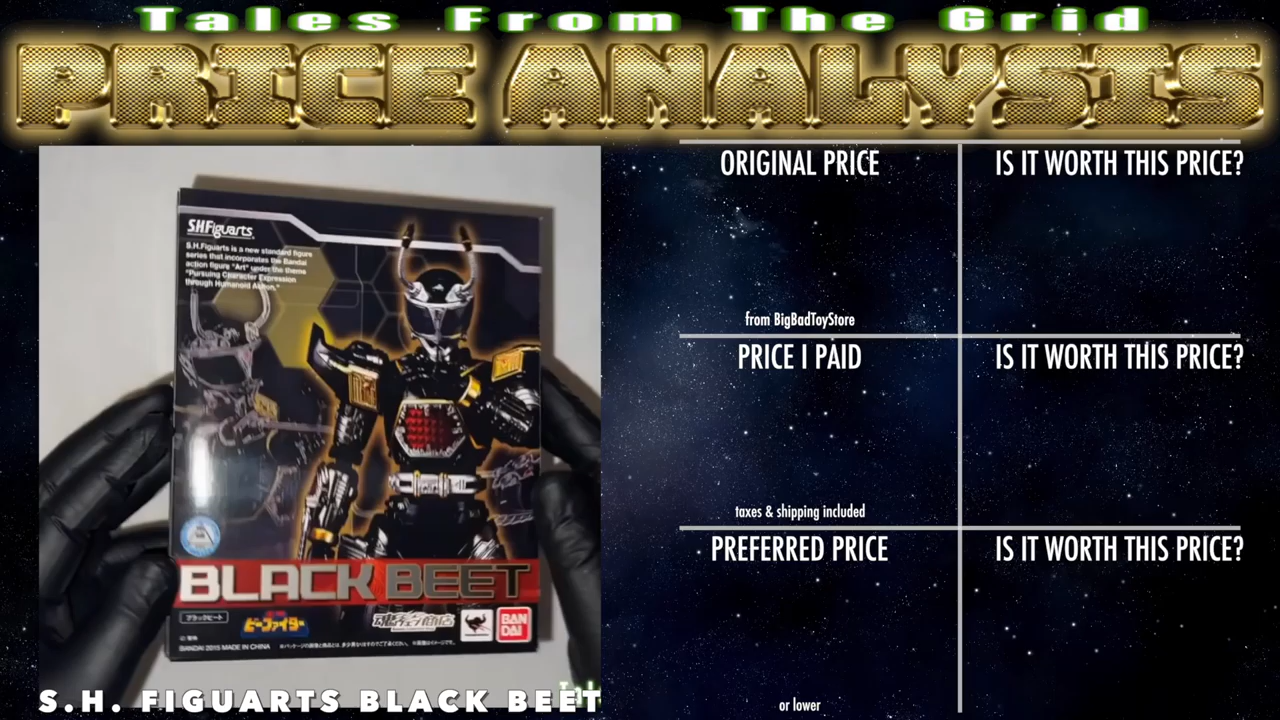 Tales From The Grid
PRICE ANALYSIS
ORIGINAL PRICE
IS IT WORTH THIS PRICE?
from BigBadToyStore
PRICE I PAID
IS IT WORTH THIS PRICE?
taxes & shipping included
PREFERRED PRICE
IS IT WORTH THIS PRICE?
or lower
S.H.Figuarts
S.H.Figuarts is a new standard figure
series that incorporates the Bandai
action figure "Art" under the theme
"Pursuing Character Expression
through Humanoid Action."
BLACK BEET
ブラックビート
ビーファイター
魂ウェブ商店
BAN
DAI
BANDAI 2015 MADE IN CHINA
S.H. FIGUARTS BLACK BEET